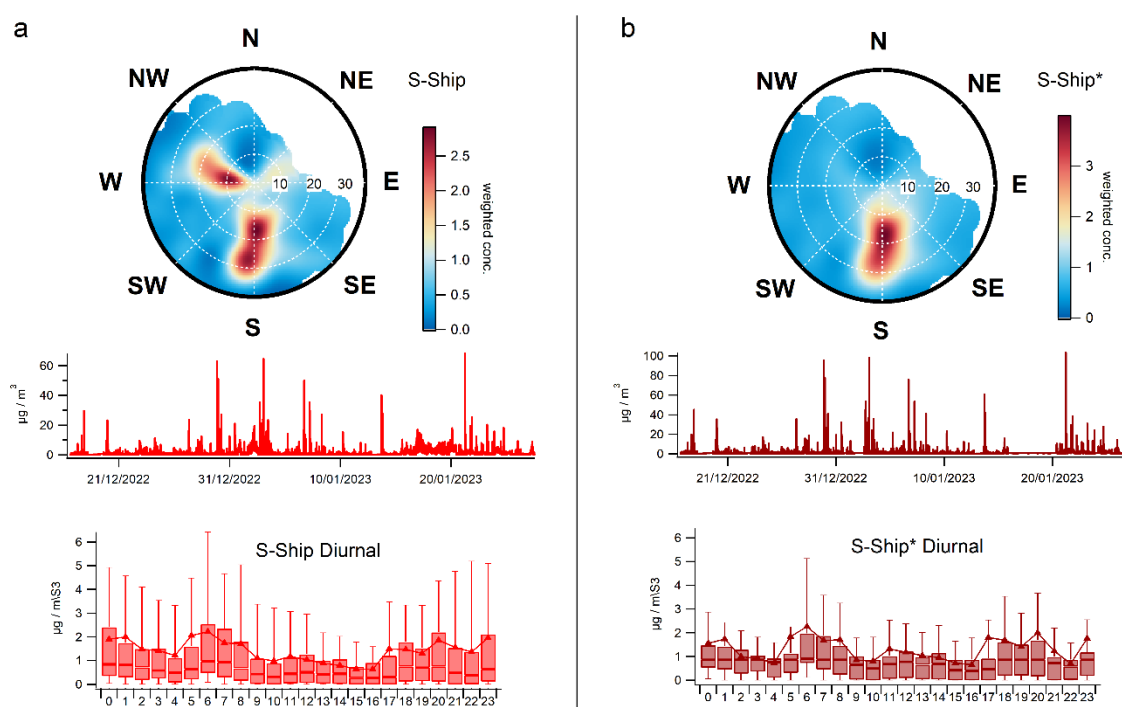 a
N
NW
NE
S-Ship
2.5
2.0
1.5
1.0
0.5
0.0
weighted conc.
W
10 20 30
E
SW
SE
S
60
40
20
0
µg / m³
21/12/2022 31/12/2022 10/01/2023 20/01/2023
S-Ship Diurnal
6
5
4
3
2
1
0
µg / m\S3
0 1 2 3 4 5 6 7 8 9 10 11 12 13 14 15 16 17 18 19 20 21 22 23
b
N
NW
NE
S-Ship*
3
2
1
0
weighted conc.
W
10 20 30
E
SW
SE
S
100
80
60
40
20
0
µg / m³
21/12/2022 31/12/2022 10/01/2023 20/01/2023
S-Ship* Diurnal
6
5
4
3
2
1
0
µg / m\S3
0 1 2 3 4 5 6 7 8 9 10 11 12 13 14 15 16 17 18 19 20 21 22 23